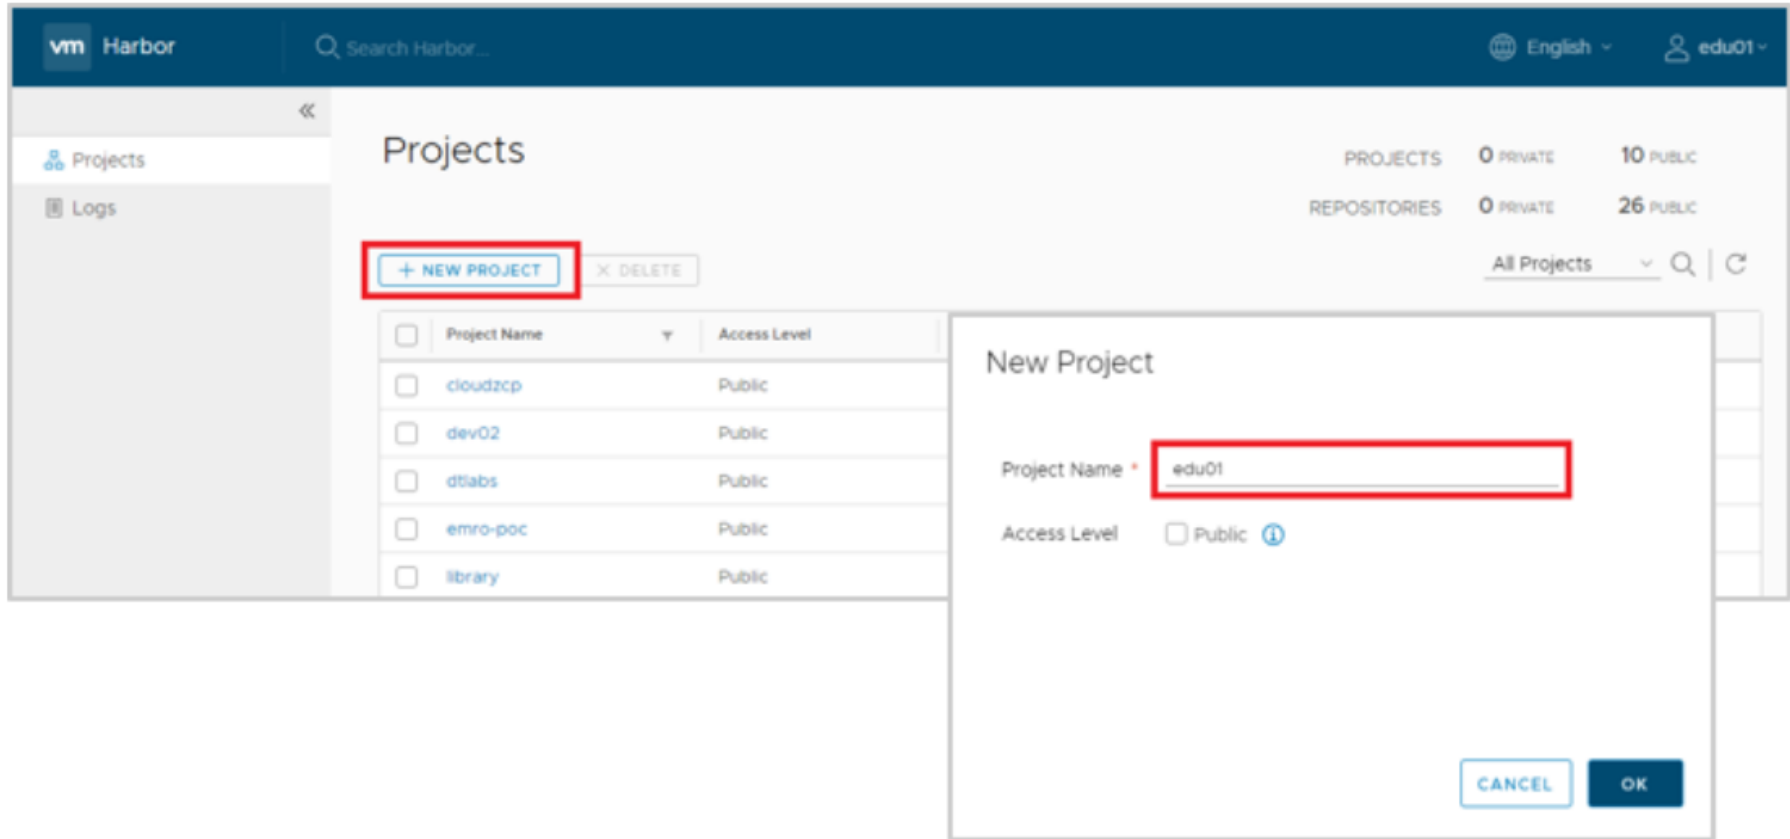 vm Harbor
Search Harbor...
English
edu01
Projects
Logs
Projects
PROJECTS 0 PRIVATE 10 PUBLIC
REPOSITORIES 0 PRIVATE 26 PUBLIC
+ NEW PROJECT
× DELETE
All Projects
Project Name Access Level
cloudzcp Public
dev02 Public
dtlabs Public
emro-poc Public
library Public
New Project
Project Name * edu01
Access Level Public
CANCEL
OK